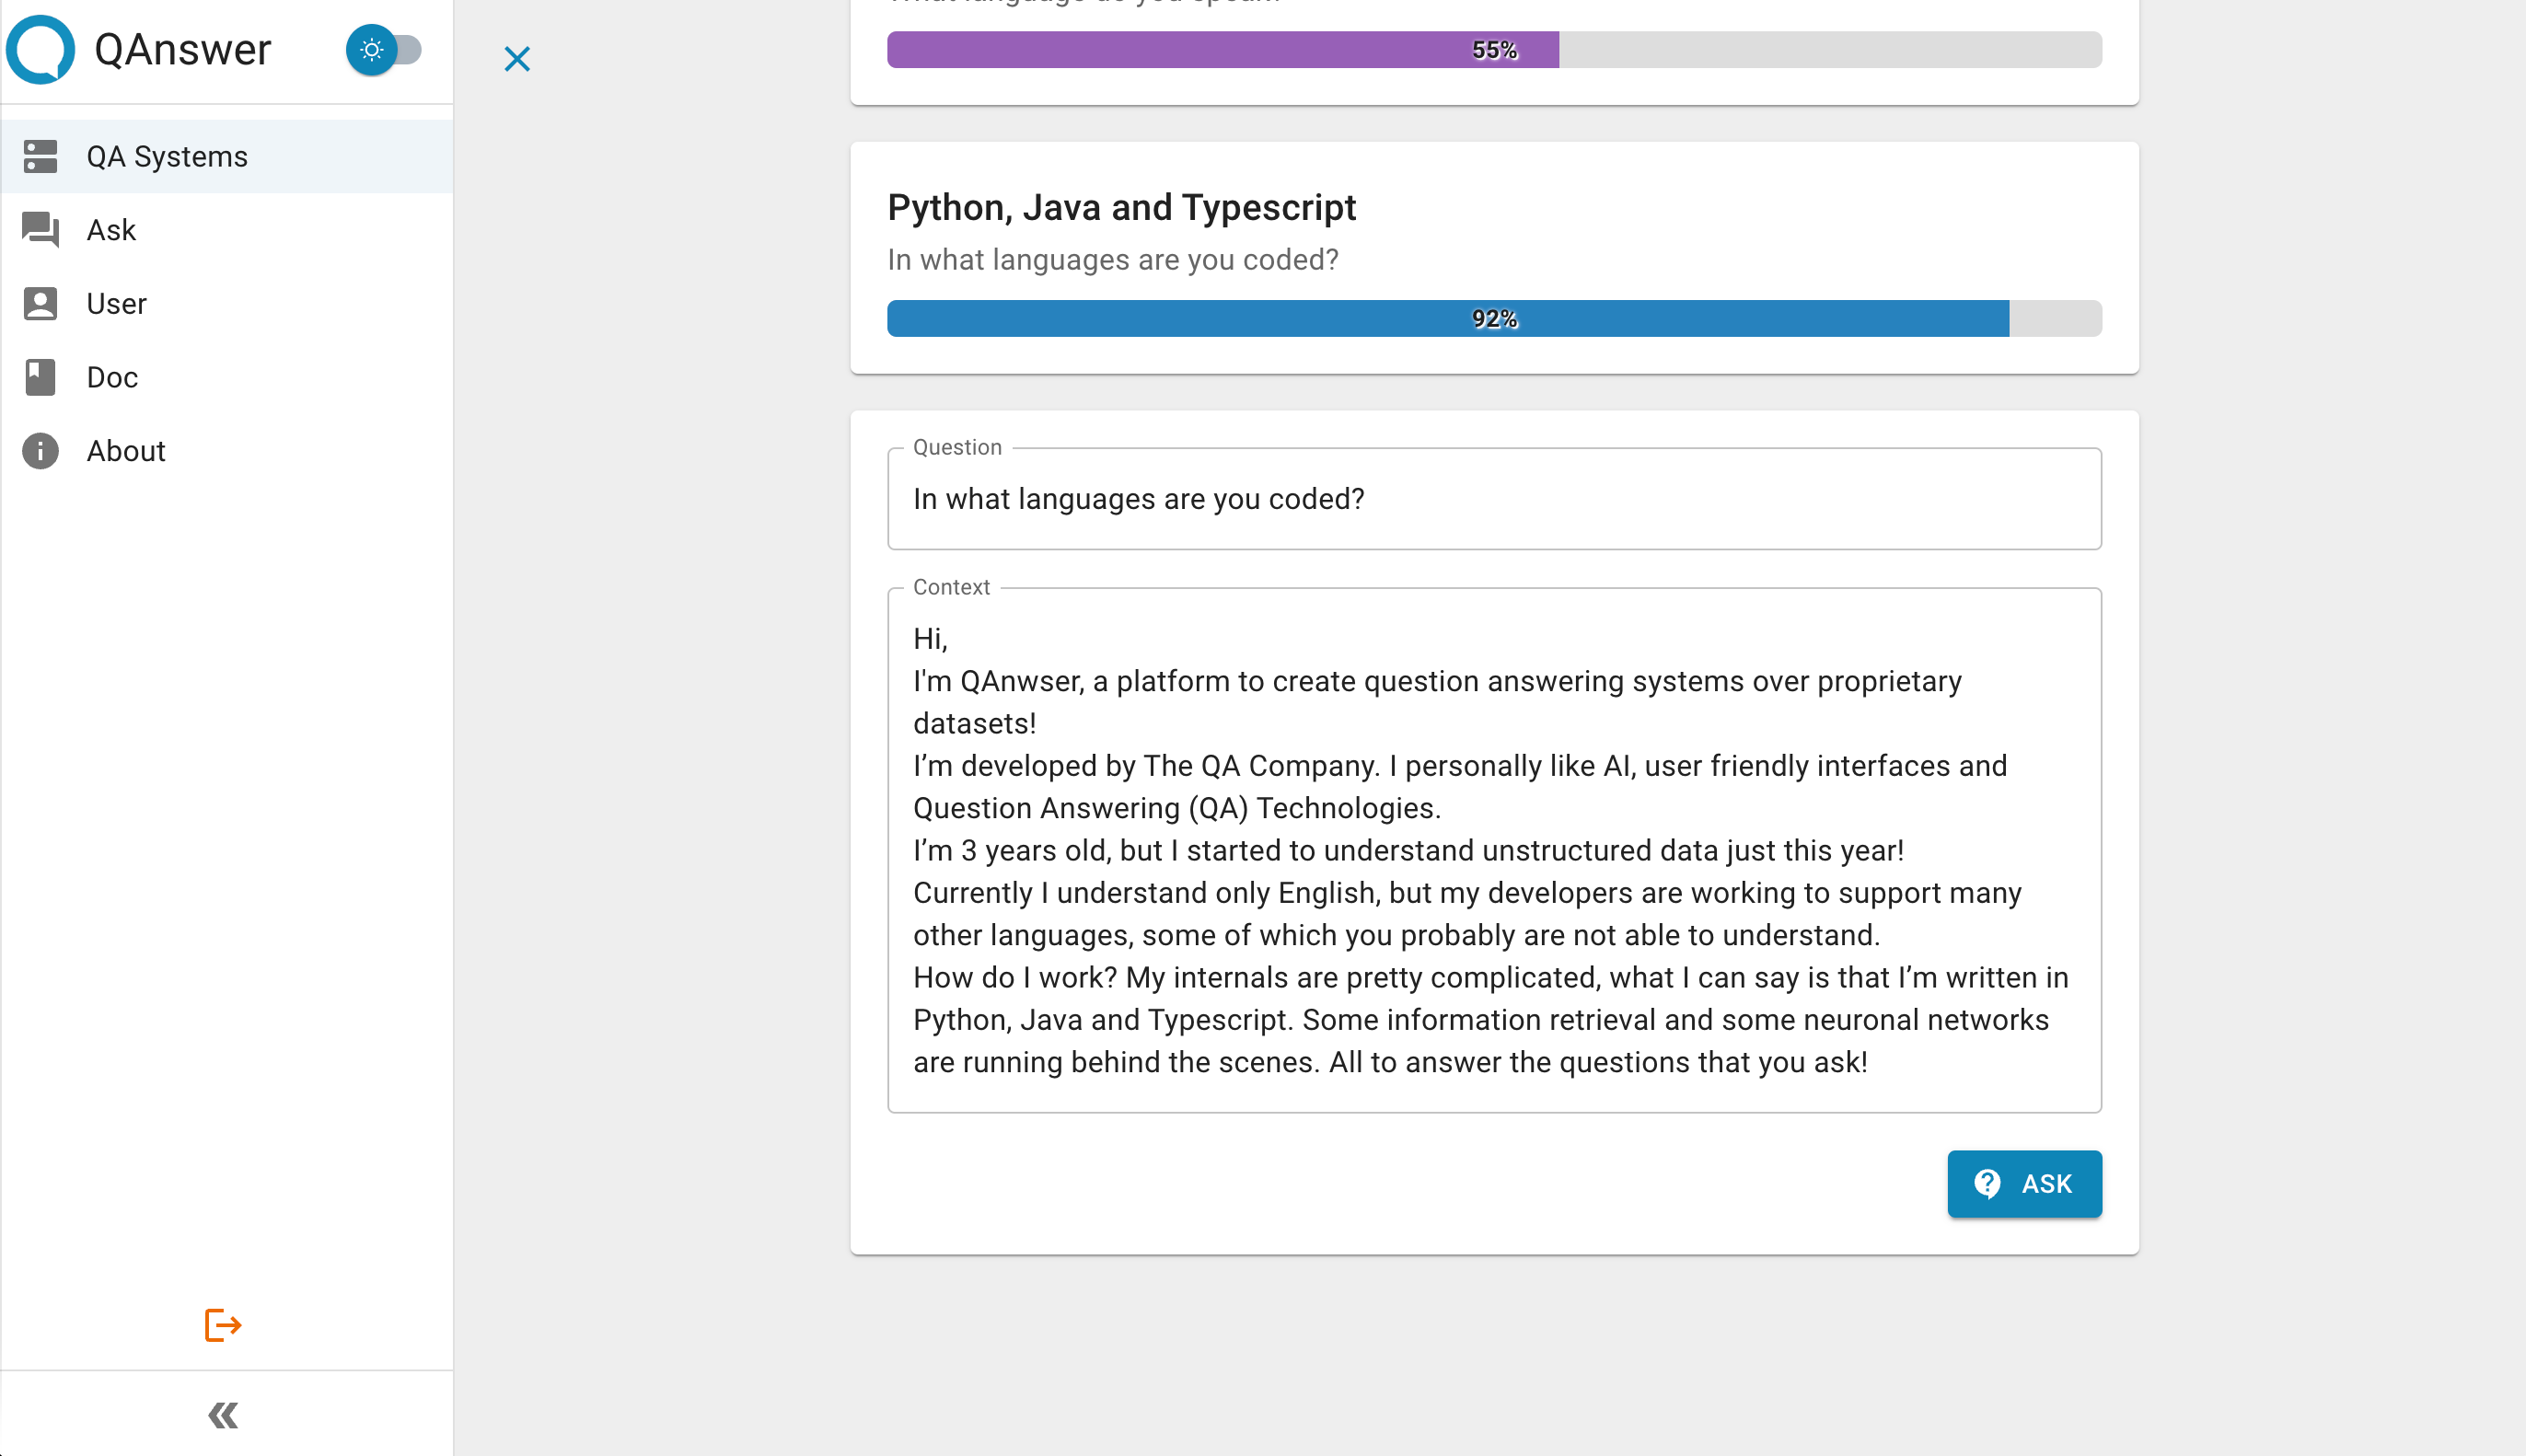 QAnswer
QA Systems
Ask
User
Doc
About
What language do you speak?
55%
Python, Java and Typescript
In what languages are you coded?
92%
Question
In what languages are you coded?
Context
Hi,
I'm QAnwser, a platform to create question answering systems over proprietary
datasets!
I’m developed by The QA Company. I personally like AI, user friendly interfaces and
Question Answering (QA) Technologies.
I’m 3 years old, but I started to understand unstructured data just this year!
Currently I understand only English, but my developers are working to support many
other languages, some of which you probably are not able to understand.
How do I work? My internals are pretty complicated, what I can say is that I’m written in
Python, Java and Typescript. Some information retrieval and some neuronal networks
are running behind the scenes. All to answer the questions that you ask!
ASK